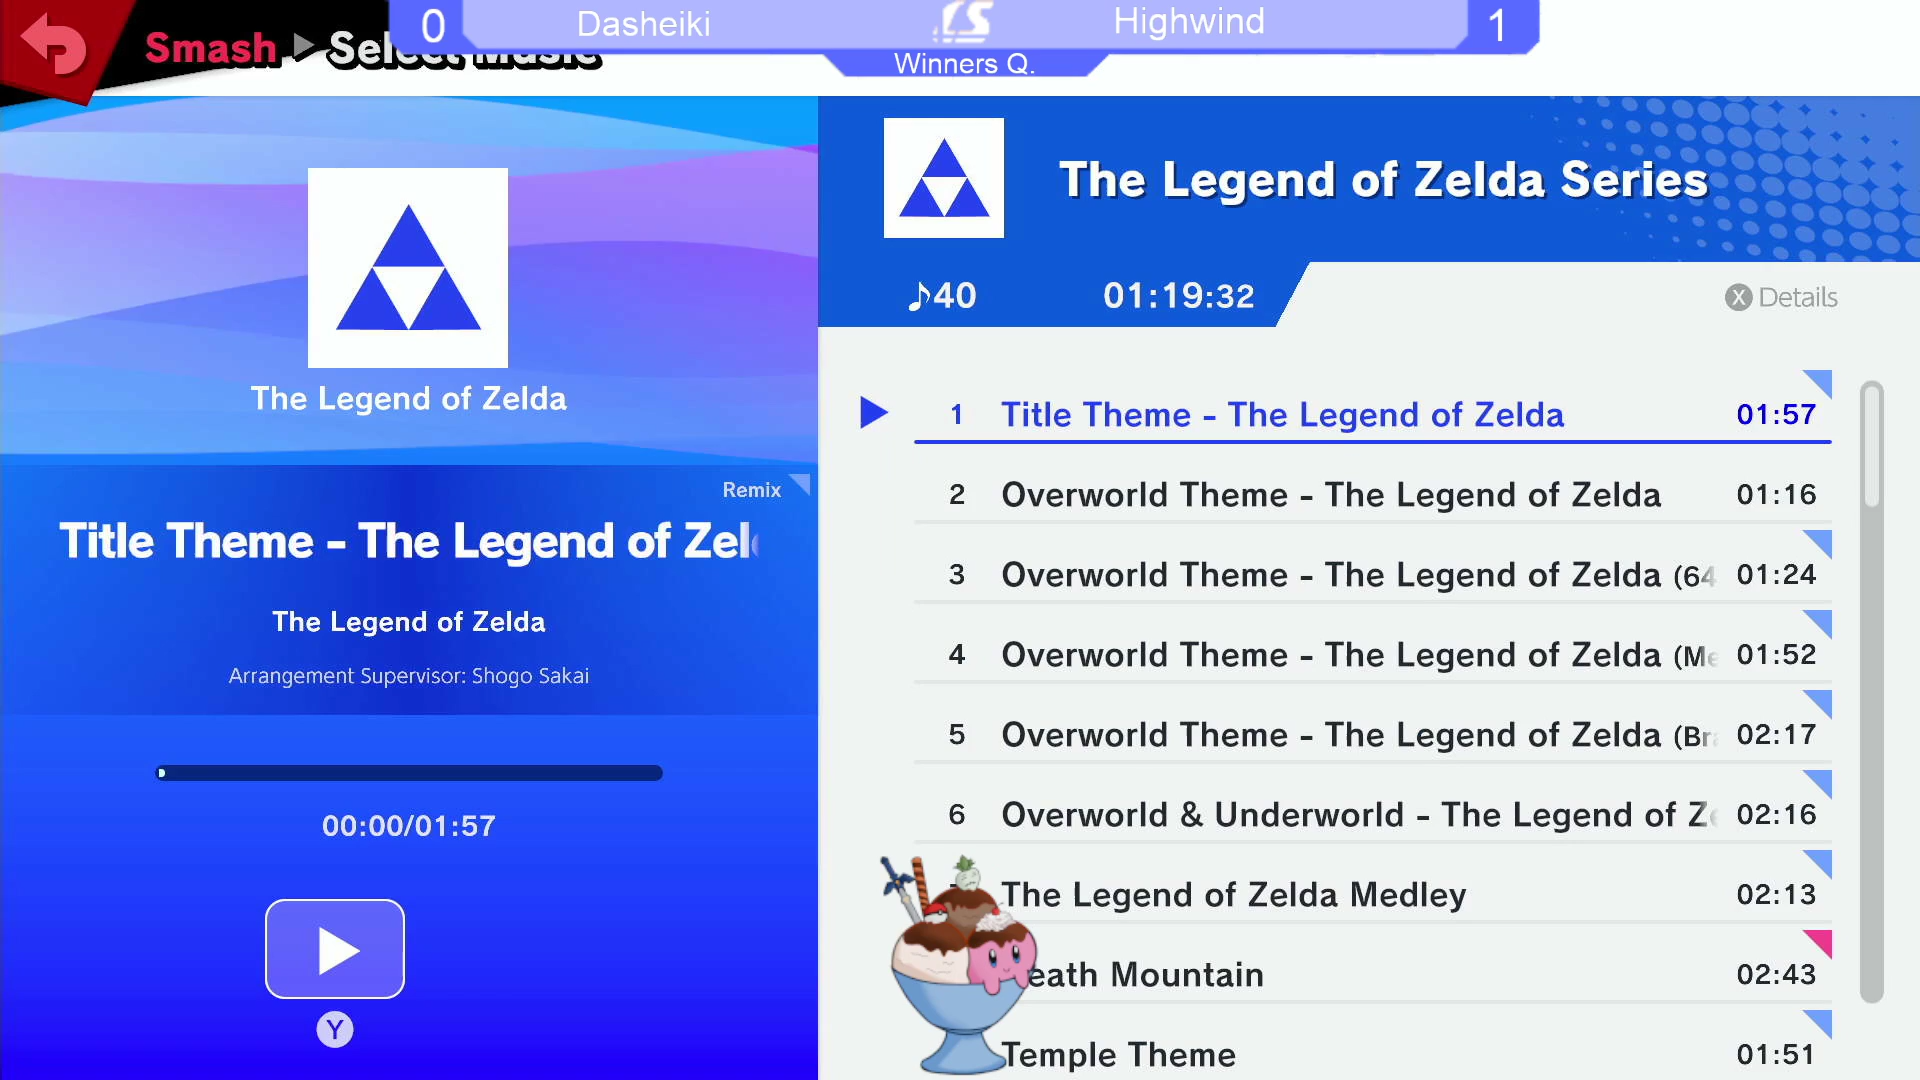 0 Dasheiki Highwind 1
Winners Q.
Smash Select Music
The Legend of Zelda
Remix
Title Theme - The Legend of Zel
The Legend of Zelda
Arrangement Supervisor: Shogo Sakai
00:00/01:57
Y
The Legend of Zelda Series
♪40 01:19:32
X Details
1 Title Theme - The Legend of Zelda 01:57
2 Overworld Theme - The Legend of Zelda 01:16
3 Overworld Theme - The Legend of Zelda (64 01:24
4 Overworld Theme - The Legend of Zelda (Me 01:52
5 Overworld Theme - The Legend of Zelda (Bra 02:17
6 Overworld & Underworld - The Legend of Ze 02:16
The Legend of Zelda Medley 02:13
eath Mountain 02:43
Temple Theme 01:51